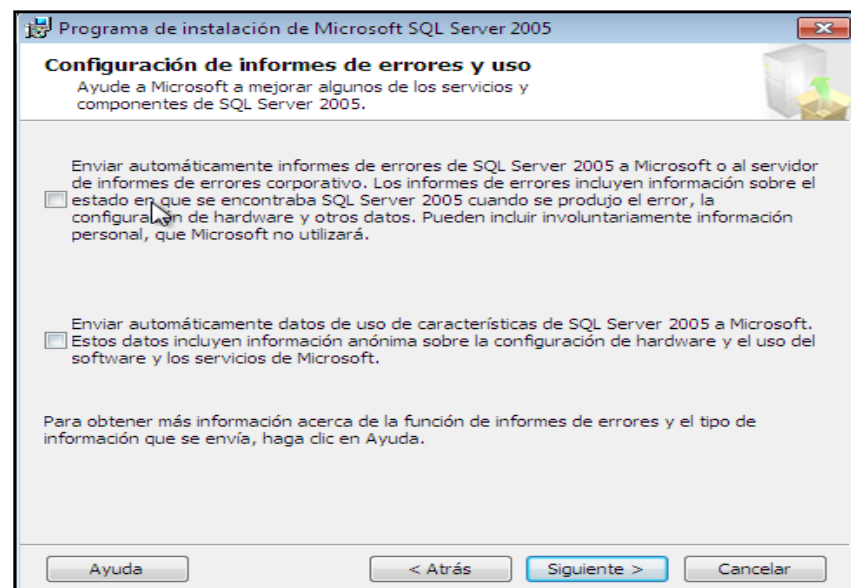 Programa de instalación de Microsoft SQL Server 2005
Configuración de informes de errores y uso
Ayude a Microsoft a mejorar algunos de los servicios y
componentes de SQL Server 2005.
Enviar automáticamente informes de errores de SQL Server 2005 a Microsoft o al servidor
de informes de errores corporativo. Los informes de errores incluyen información sobre el
estado en que se encontraba SQL Server 2005 cuando se produjo el error, la
configuración de hardware y otros datos. Pueden incluir involuntariamente información
personal, que Microsoft no utilizará.
Enviar automáticamente datos de uso de características de SQL Server 2005 a Microsoft.
Estos datos incluyen información anónima sobre la configuración de hardware y el uso del
software y los servicios de Microsoft.
Para obtener más información acerca de la función de informes de errores y el tipo de
información que se envía, haga clic en Ayuda.
Ayuda < Atrás Siguiente > Cancelar